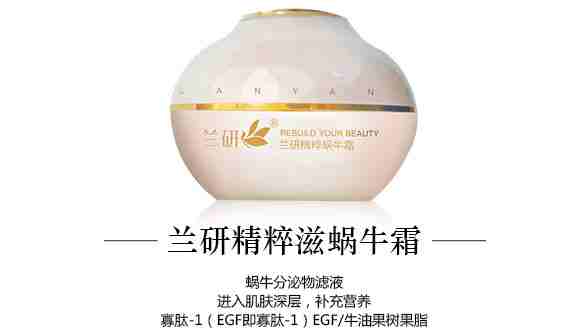 LANYAN
兰研®
REBUILD YOUR BEAUTY
兰研精粹蜗牛霜
兰研精粹滋蜗牛霜
蜗牛分泌物滤液
进入肌肤深层，补充营养
寡肽-1（EGF即寡肽-1）EGF/牛油果树果脂